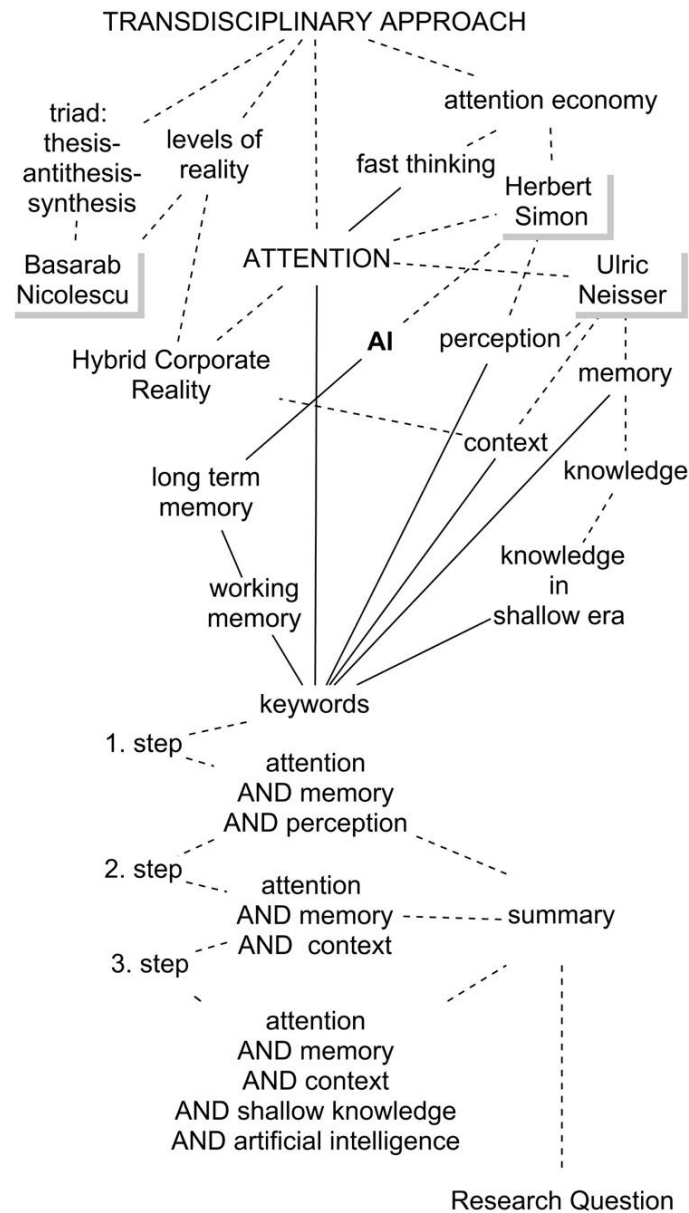 TRANSDISCIPLINARY APPROACH
attention economy
triad:
thesis-
antithesis-
synthesis
levels of
reality
fast thinking
Herbert
Simon
Basarab
Nicolescu
ATTENTION
Ulric
Neisser
Hybrid Corporate
Reality
AI
perception
memory
context
knowledge
long term
memory
knowledge
in
shallow era
working
memory
keywords
1. step
attention
AND memory
AND perception
2. step
attention
AND memory
AND context
summary
3. step
attention
AND memory
AND context
AND shallow knowledge
AND artificial intelligence
Research Question